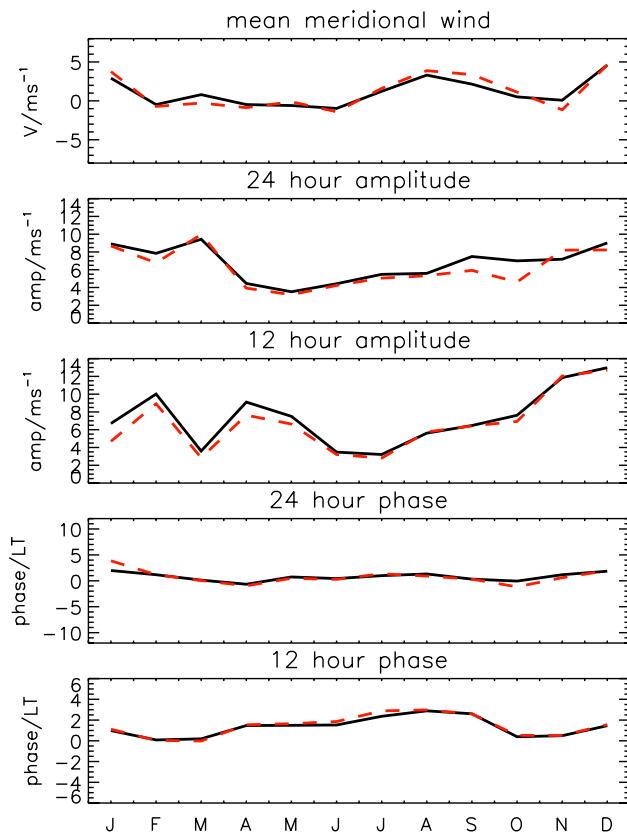 mean meridional wind
5
0
-5
V/ms⁻¹
24 hour amplitude
14
12
10
8
6
4
2
0
amp/ms⁻¹
12 hour amplitude
14
12
10
8
6
4
2
0
amp/ms⁻¹
24 hour phase
10
5
0
-5
-10
phase/LT
12 hour phase
6
4
2
0
-2
-4
-6
phase/LT
J F M A M J J A S O N D